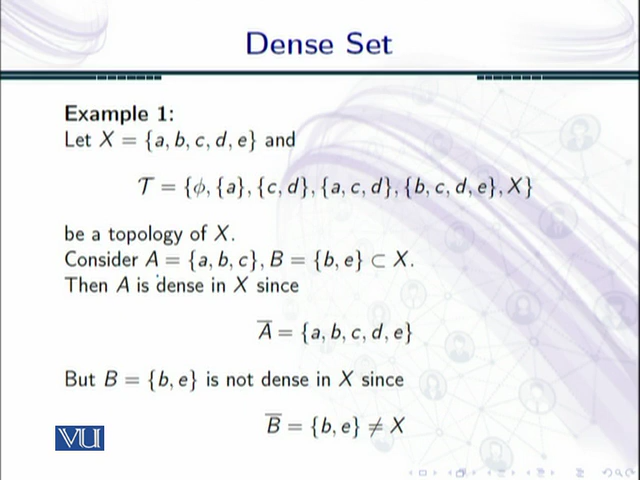 Dense Set
Example 1:
Let X = {a, b, c, d, e} and
T = {ϕ, {a}, {c, d}, {a, c, d}, {b, c, d, e}, X}
be a topology of X.
Consider A = {a, b, c}, B = {b, e} ⊂ X.
Then A is dense in X since
A̅ = {a, b, c, d, e}
But B = {b, e} is not dense in X since
B̅ = {b, e} ≠ X
VU